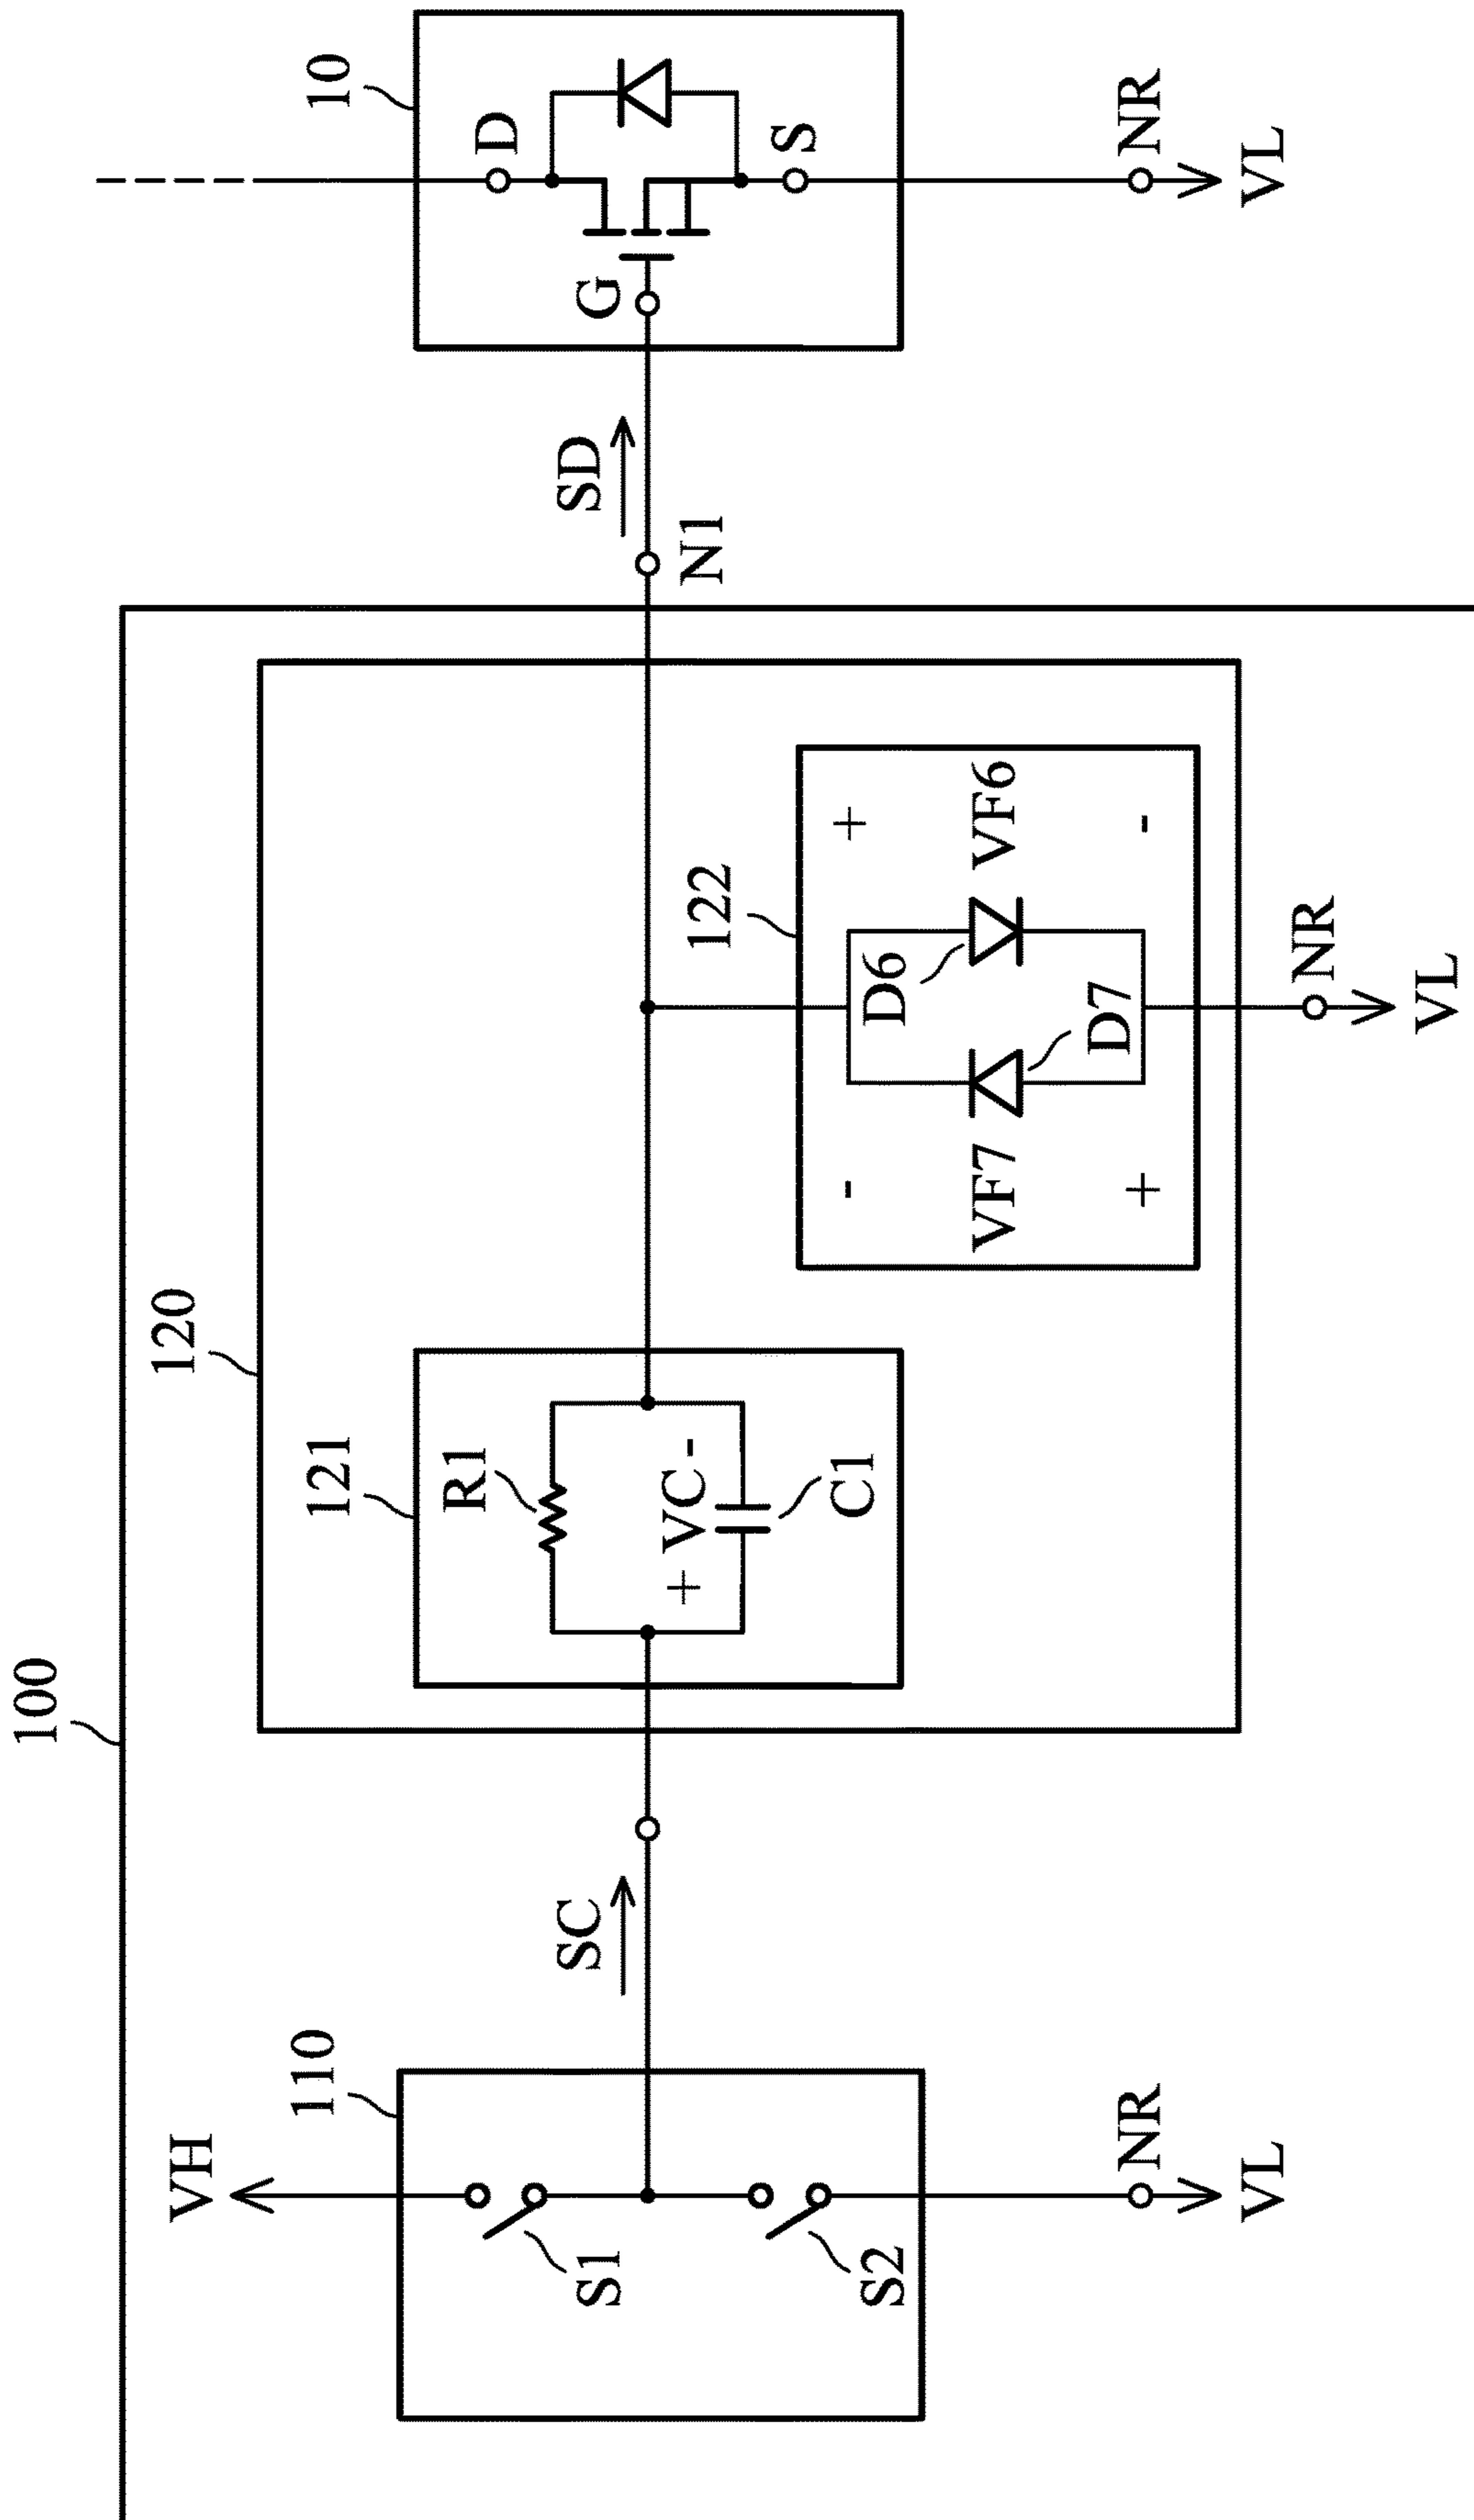 100
120
110
VH
S1
S2
NR
VL
SC
121
R1
+ VC -
C1
122
- +
VF7
D7
D6
VF6
+ -
NR
VL
N1
SD
10
D
G
S
NR
VL